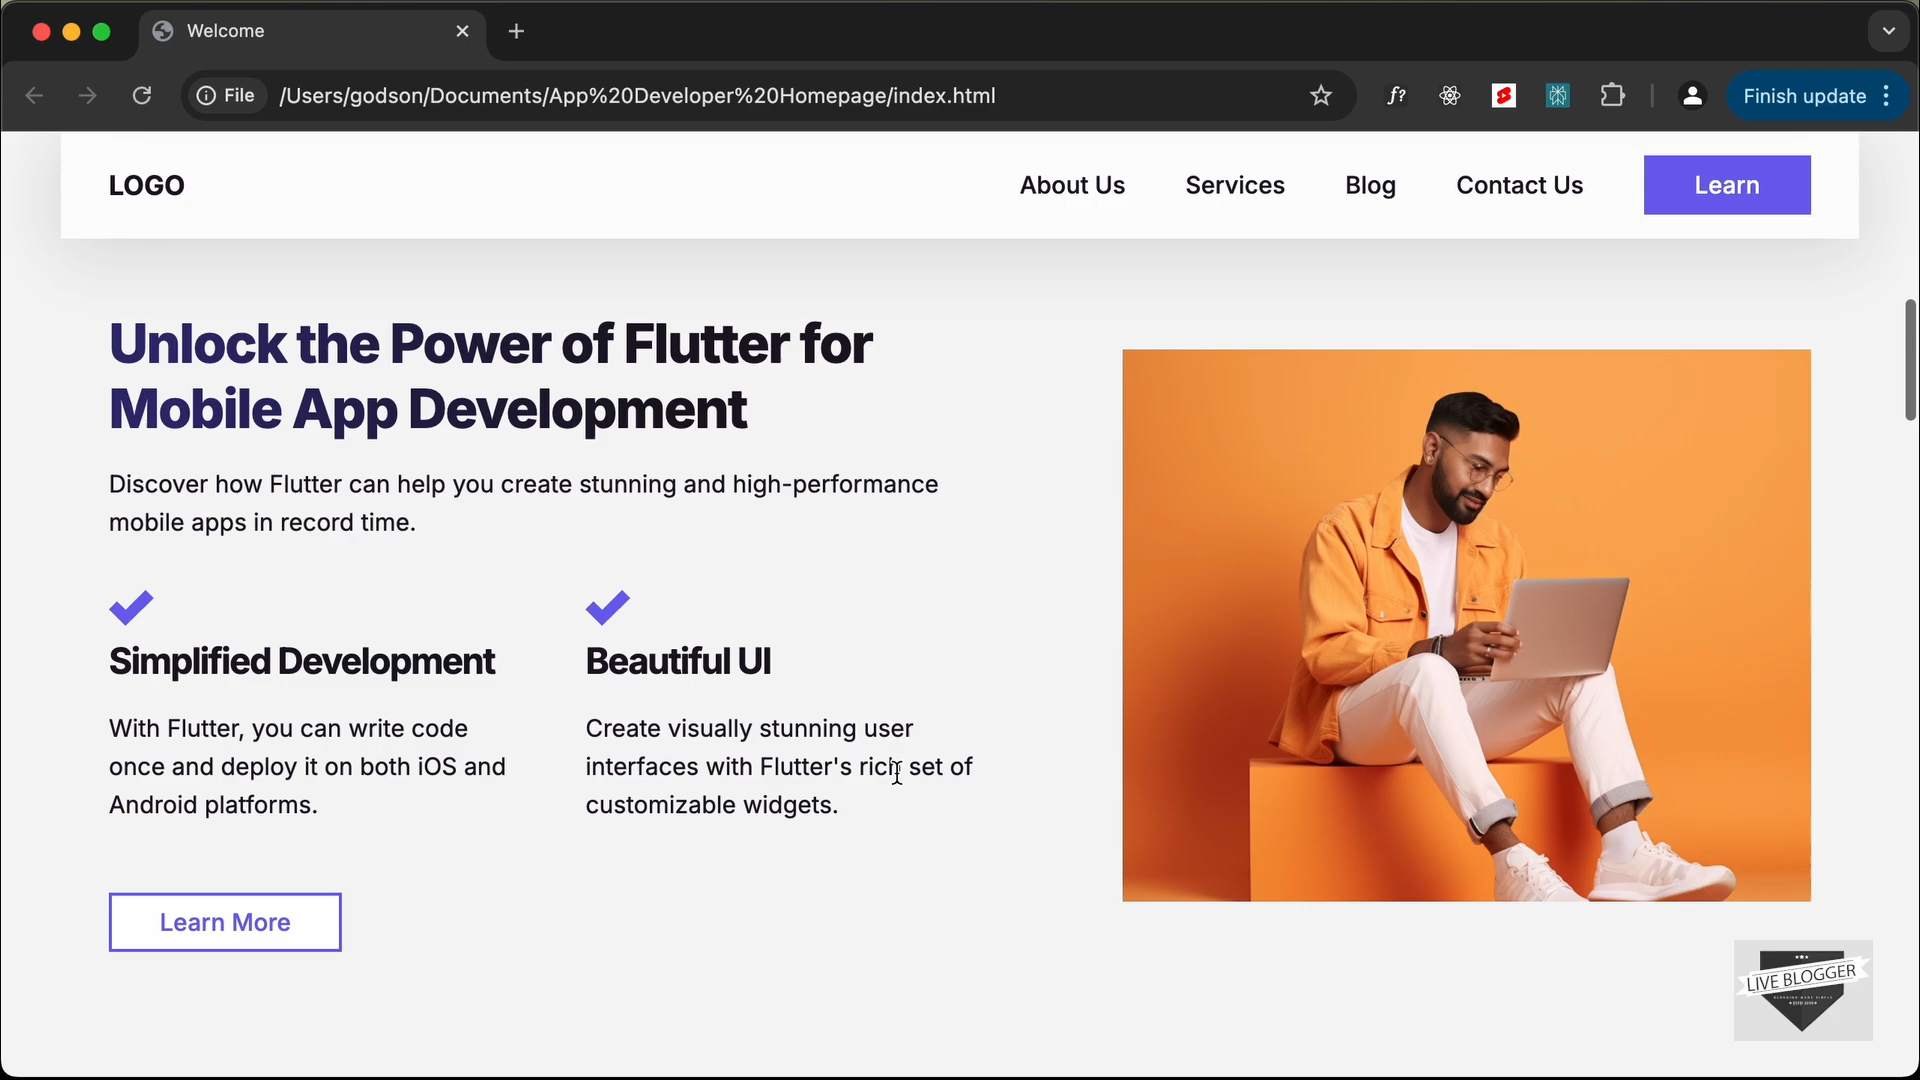 Welcome
File
/Users/godson/Documents/App%20Developer%20Homepage/index.html
f?
Finish update
LOGO
About Us
Services
Blog
Contact Us
Learn
Unlock the Power of Flutter for
Mobile App Development
Discover how Flutter can help you create stunning and high-performance
mobile apps in record time.
Simplified Development
With Flutter, you can write code
once and deploy it on both iOS and
Android platforms.
Beautiful UI
Create visually stunning user
interfaces with Flutter's rich set of
customizable widgets.
Learn More
LIVE BLOGGER
BLOGGING MADE SIMPLE